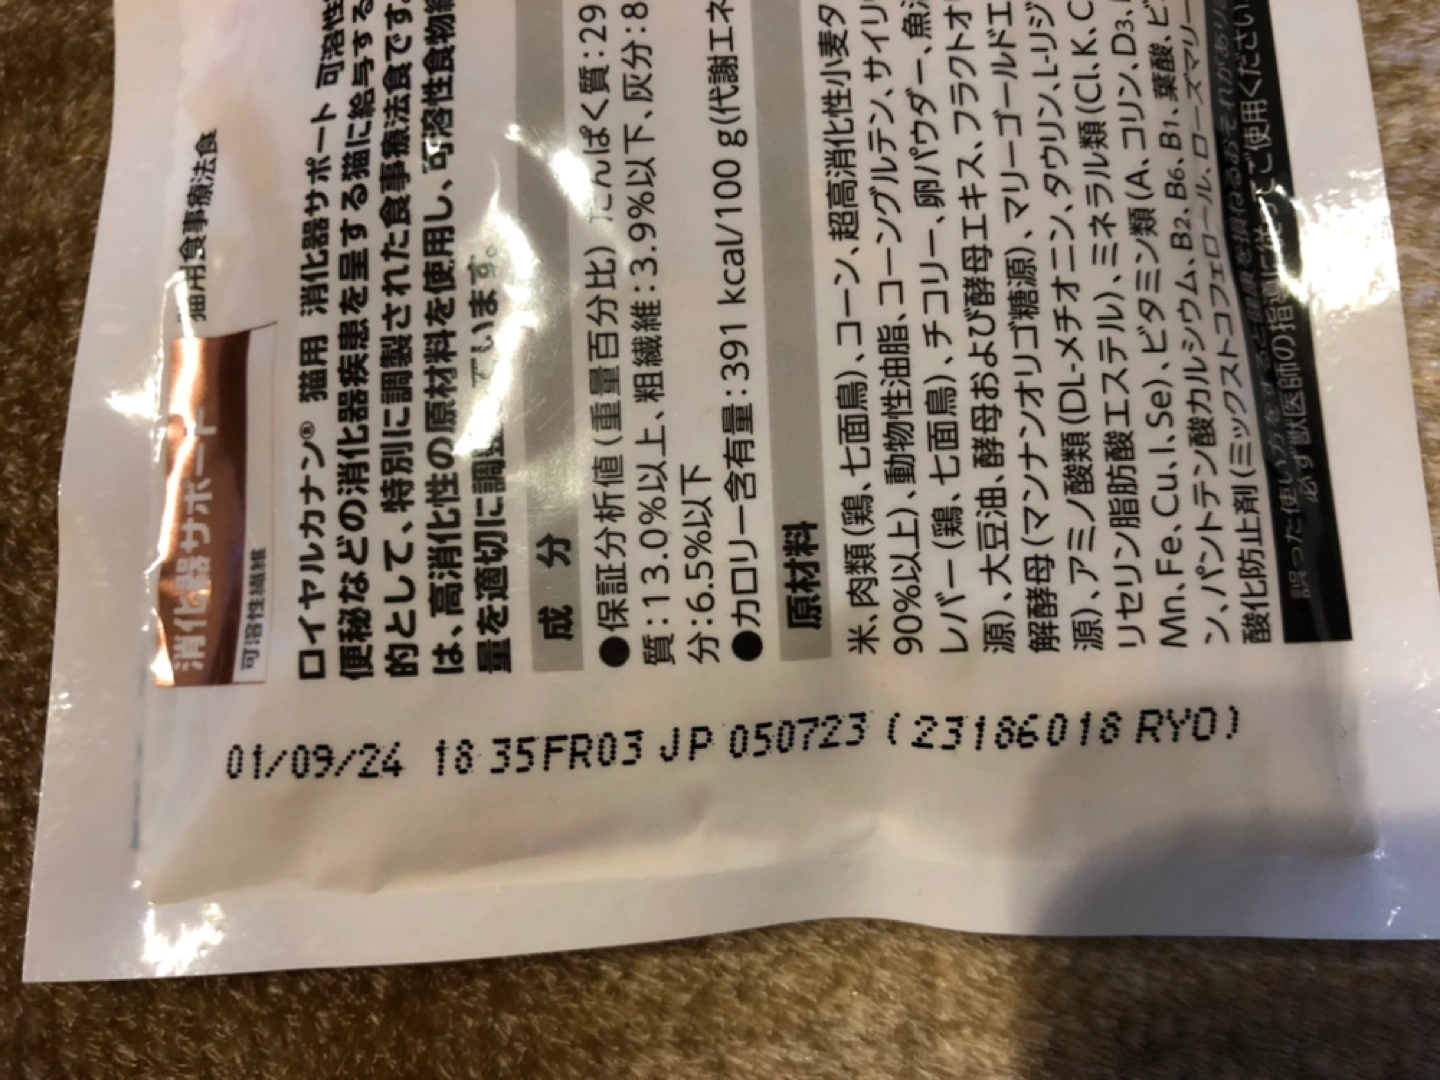 猫用食事療法食
消化器サポート
可溶性繊維
ロイヤルカナン® 猫用 消化器サポート 可溶性
便秘などの消化器疾患を呈する猫に給与する
的として、特別に調製された食事療法食です。
は、高消化性の原材料を使用し、可溶性食物繊
量を適切に調整しています。
成 分
●保証分析値(重量百分比) たんぱく質:29
質:13.0%以上、粗繊維:3.9%以下、灰分:8
分:6.5%以下
●カロリー含有量:391 kcal/100 g(代謝エネ
原材料
米、肉類(鶏、七面鳥)、コーン、超高消化性小麦タ
90%以上)、動物性油脂、コーングルテン、サイリ
レバー(鶏、七面鳥)、チコリー、卵パウダー、魚油
源)、大豆油、酵母および酵母エキス、フラクトオ
解酵母(マンナンオリゴ糖源)、マリーゴールドエ
源)、アミノ酸類(DL-メチオニン、タウリン、L-リジ
リセリン脂肪酸エステル)、ミネラル類(Cl、K、C
Mn、Fe、Cu、I、Se)、ビタミン類(A、コリン、D3、
ン、パントテン酸カルシウム、B2、B6、B1、葉酸、ビ
酸化防止剤(ミックストコフェロール、ローズマリー
誤った使い方をすると健康を損ねるおそれがあり
必ず獣医師の指導に従ってご使用ください。
01/09/24 18 35FR03 JP 050723 (23186018 RYO)